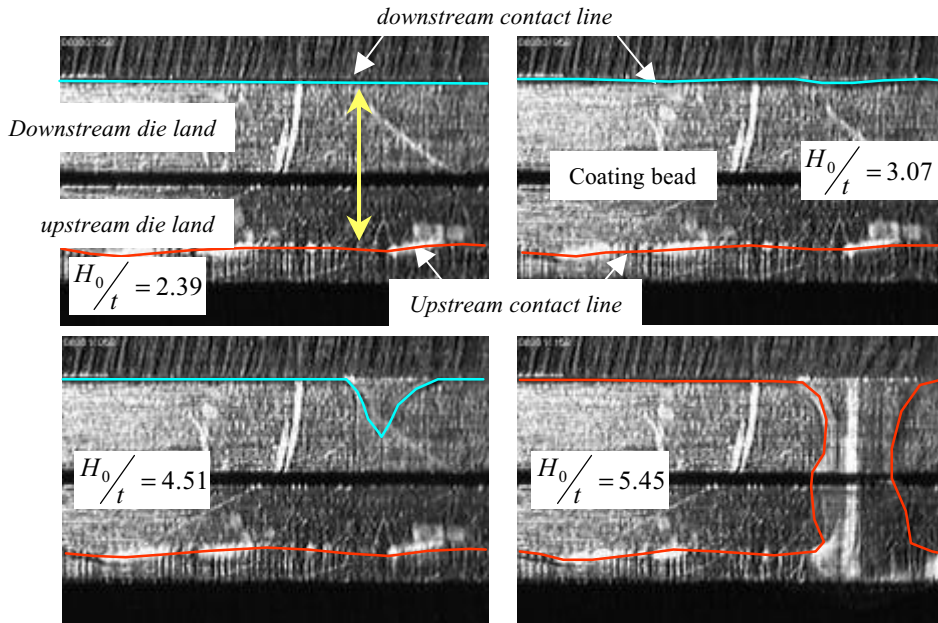 downstream contact line
Downstream die land
upstream die land
H₀/t = 2.39
Coating bead
H₀/t = 3.07
Upstream contact line
H₀/t = 4.51
H₀/t = 5.45